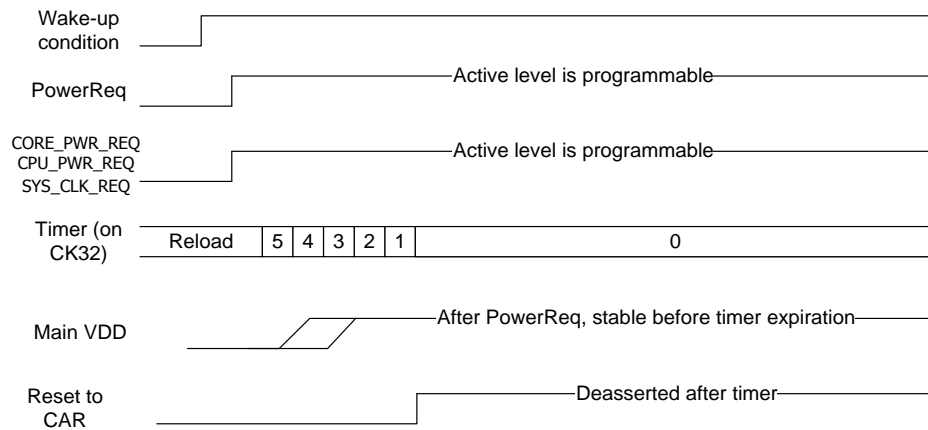 Wake-up
condition
PowerReq
Active level is programmable
CORE_PWR_REQ
CPU_PWR_REQ
SYS_CLK_REQ
Active level is programmable
Timer (on
CK32)
Reload 5 4 3 2 1 0
Main VDD
After PowerReq, stable before timer expiration
Reset to
CAR
Deasserted after timer